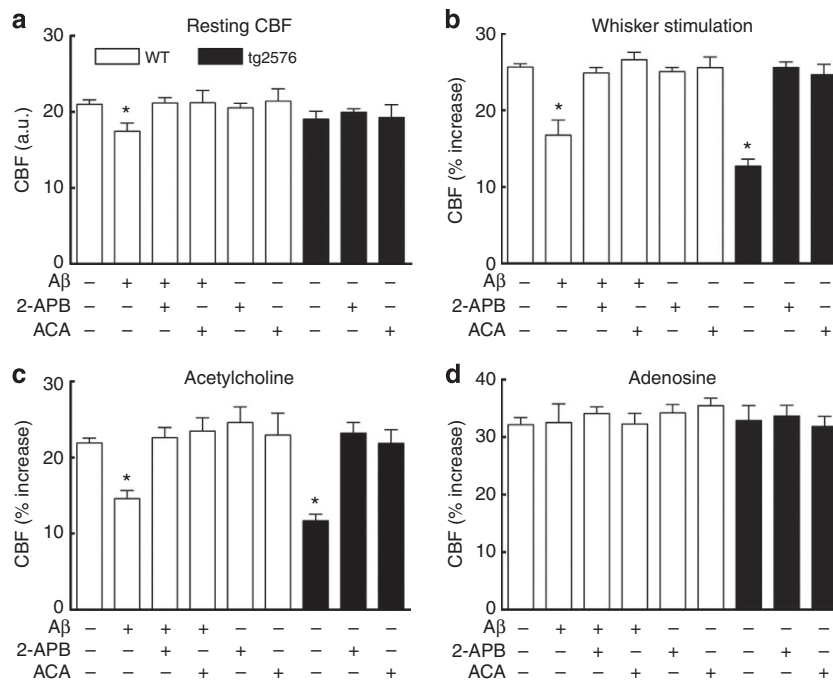 a
Resting CBF
30
WT
tg2576
*
20
CBF (a.u.)
10
0
Aβ – + + + – – – – –
2-APB – – + – + – – + –
ACA – – – + – + – – +
b
Whisker stimulation
30
20
*
*
CBF (% increase)
10
0
Aβ – + + + – – – – –
2-APB – – + – + – – + –
ACA – – – + – + – – +
c
Acetylcholine
30
20
*
*
CBF (% increase)
10
0
Aβ – + + + – – – – –
2-APB – – + – + – – + –
ACA – – – + – + – – +
d
Adenosine
40
30
20
CBF (% increase)
10
0
Aβ – + + + – – – – –
2-APB – – + – + – – + –
ACA – – – + – + – – +